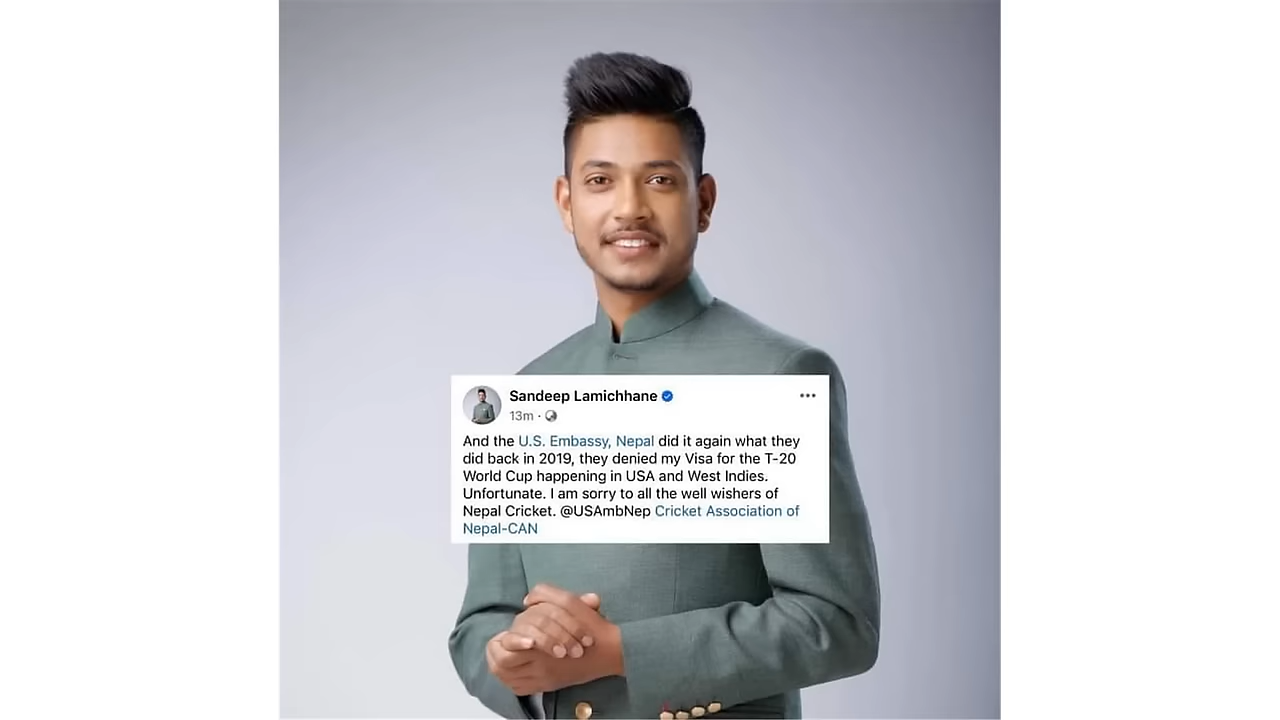 Sandeep Lamichhane
13m ·
And the U.S. Embassy, Nepal did it again what they
did back in 2019, they denied my Visa for the T-20
World Cup happening in USA and West Indies.
Unfortunate. I am sorry to all the well wishers of
Nepal Cricket. @USAmbNep Cricket Association of
Nepal-CAN